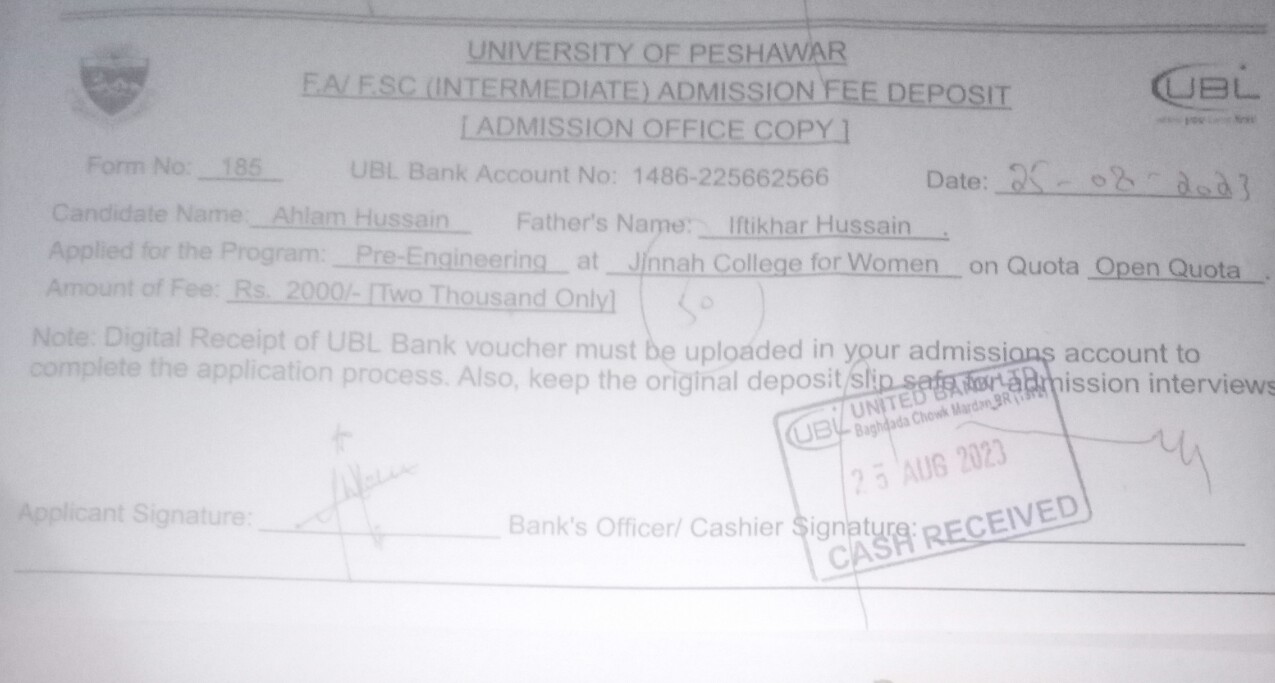 UNIVERSITY OF PESHAWAR
F.A/ F.SC (INTERMEDIATE) ADMISSION FEE DEPOSIT
[ ADMISSION OFFICE COPY ]
UBL
Form No: 185 UBL Bank Account No: 1486-225662566 Date: 25-08-2023
Candidate Name: Ahlam Hussain Father's Name: Iftikhar Hussain .
Applied for the Program: Pre-Engineering at Jinnah College for Women on Quota Open Quota .
Amount of Fee: Rs. 2000/- [Two Thousand Only]
50
Note: Digital Receipt of UBL Bank voucher must be uploaded in your admissions account to
complete the application process. Also, keep the original deposit slip safe for admission interviews
UBL UNITED BANK LTD
Baghdada Chowk Mardan BR
25 AUG 2023
CASH RECEIVED
Applicant Signature: Bank's Officer/ Cashier Signature: